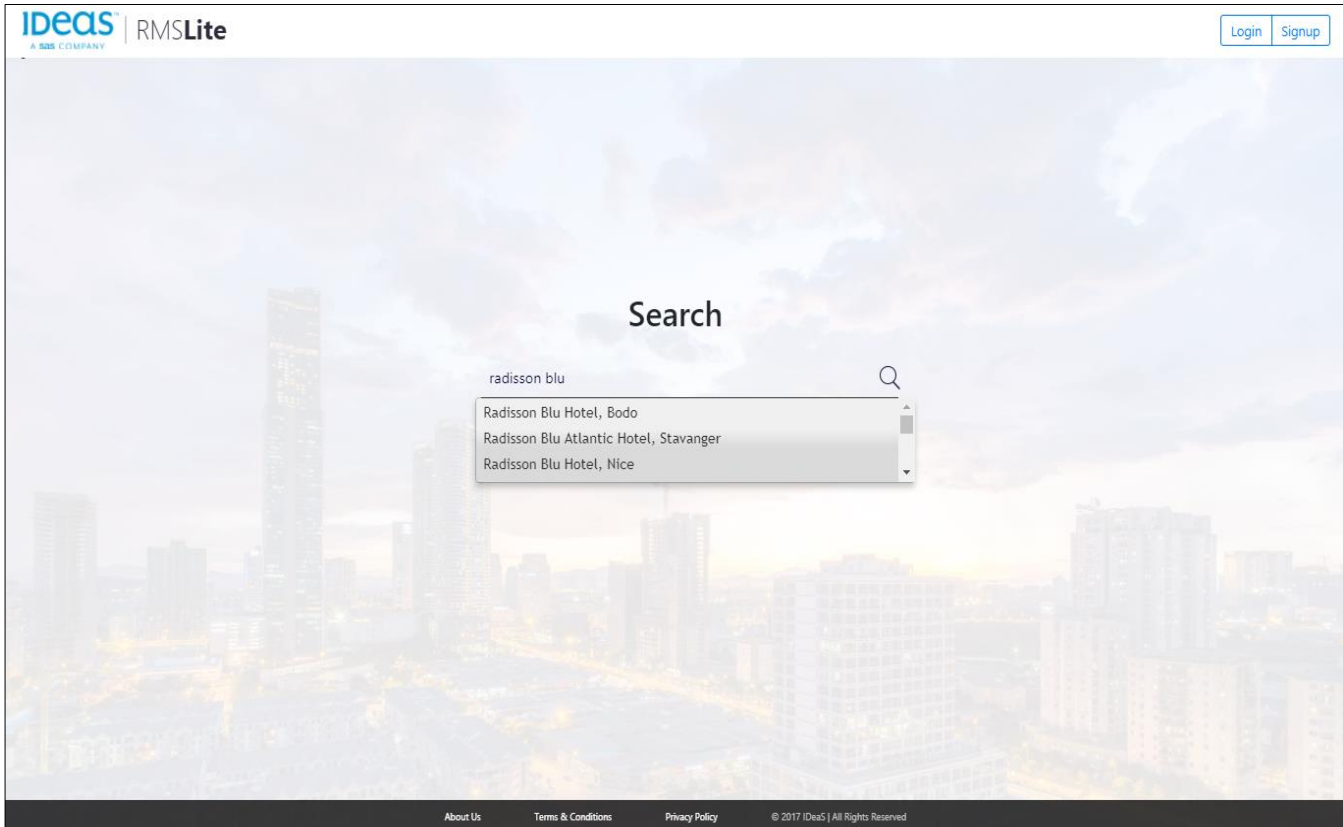 IDeaS™ | RMSLite
A sas COMPANY
Login Signup
Search
radisson blu
Radisson Blu Hotel, Bodo
Radisson Blu Atlantic Hotel, Stavanger
Radisson Blu Hotel, Nice
About Us Terms & Conditions Privacy Policy © 2017 IDeaS | All Rights Reserved